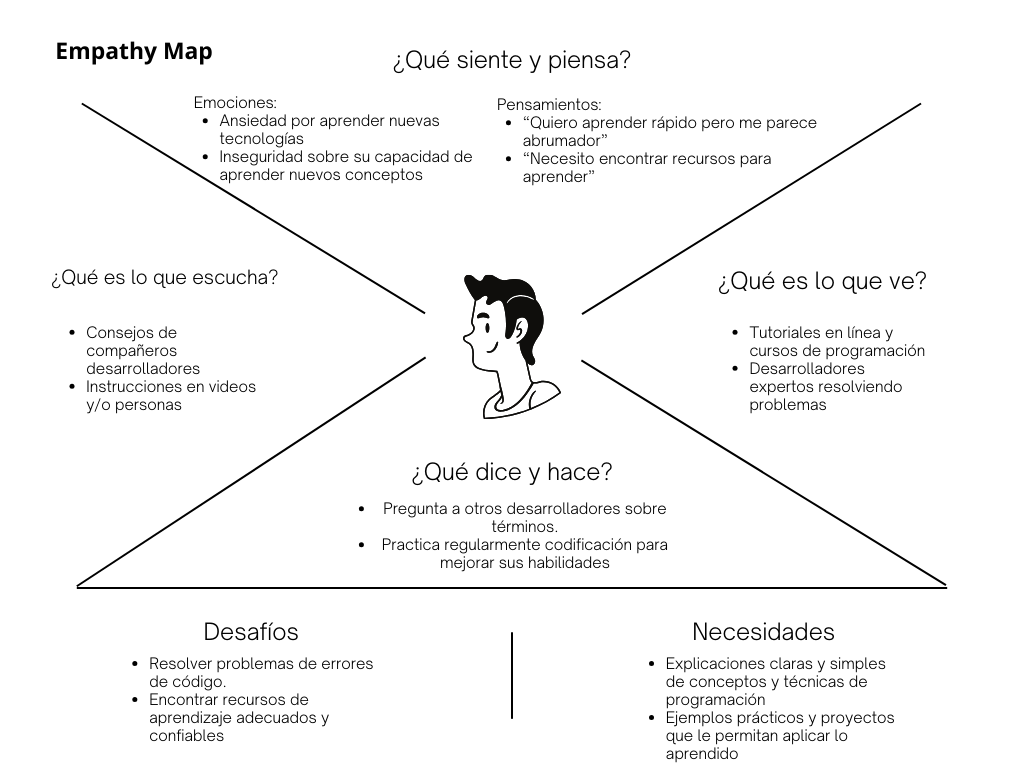 Empathy Map
¿Qué siente y piensa?
Emociones:
• Ansiedad por aprender nuevas
tecnologías
• Inseguridad sobre su capacidad de
aprender nuevos conceptos
Pensamientos:
• “Quiero aprender rápido pero me parece
abrumador”
• “Necesito encontrar recursos para
aprender”
¿Qué es lo que escucha?
• Consejos de
compañeros
desarrolladores
• Instrucciones en videos
y/o personas
¿Qué es lo que ve?
• Tutoriales en línea y
cursos de programación
• Desarrolladores
expertos resolviendo
problemas
¿Qué dice y hace?
• Pregunta a otros desarrolladores sobre
términos.
• Practica regularmente codificación para
mejorar sus habilidades
Desafíos
• Resolver problemas de errores
de código.
• Encontrar recursos de
aprendizaje adecuados y
confiables
Necesidades
• Explicaciones claras y simples
de conceptos y técnicas de
programación
• Ejemplos prácticos y proyectos
que le permitan aplicar lo
aprendido